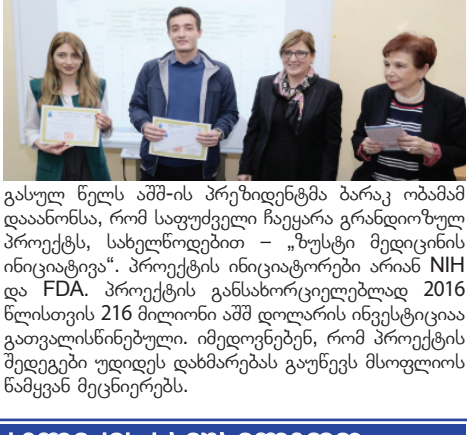 გასულ წელს აშშ-ის პრეზიდენტმა ბარაკ ობამამ
დააანონსა, რომ საფუძველი ჩაეყარა გრანდიოზულ
პროექტს, სახელწოდებით – „ზუსტი მედიცინის
ინიციატივა“. პროექტის ინიციატორები არიან NIH
და FDA. პროექტის განსახორციელებლად 2016
წლისთვის 216 მილიონი აშშ დოლარის ინვესტიციაა
გათვალისწინებული. იმედოვნებენ, რომ პროექტის
შედეგები უდიდეს დახმარებას გაუწევს მსოფლიოს
წამყვან მეცნიერებს.